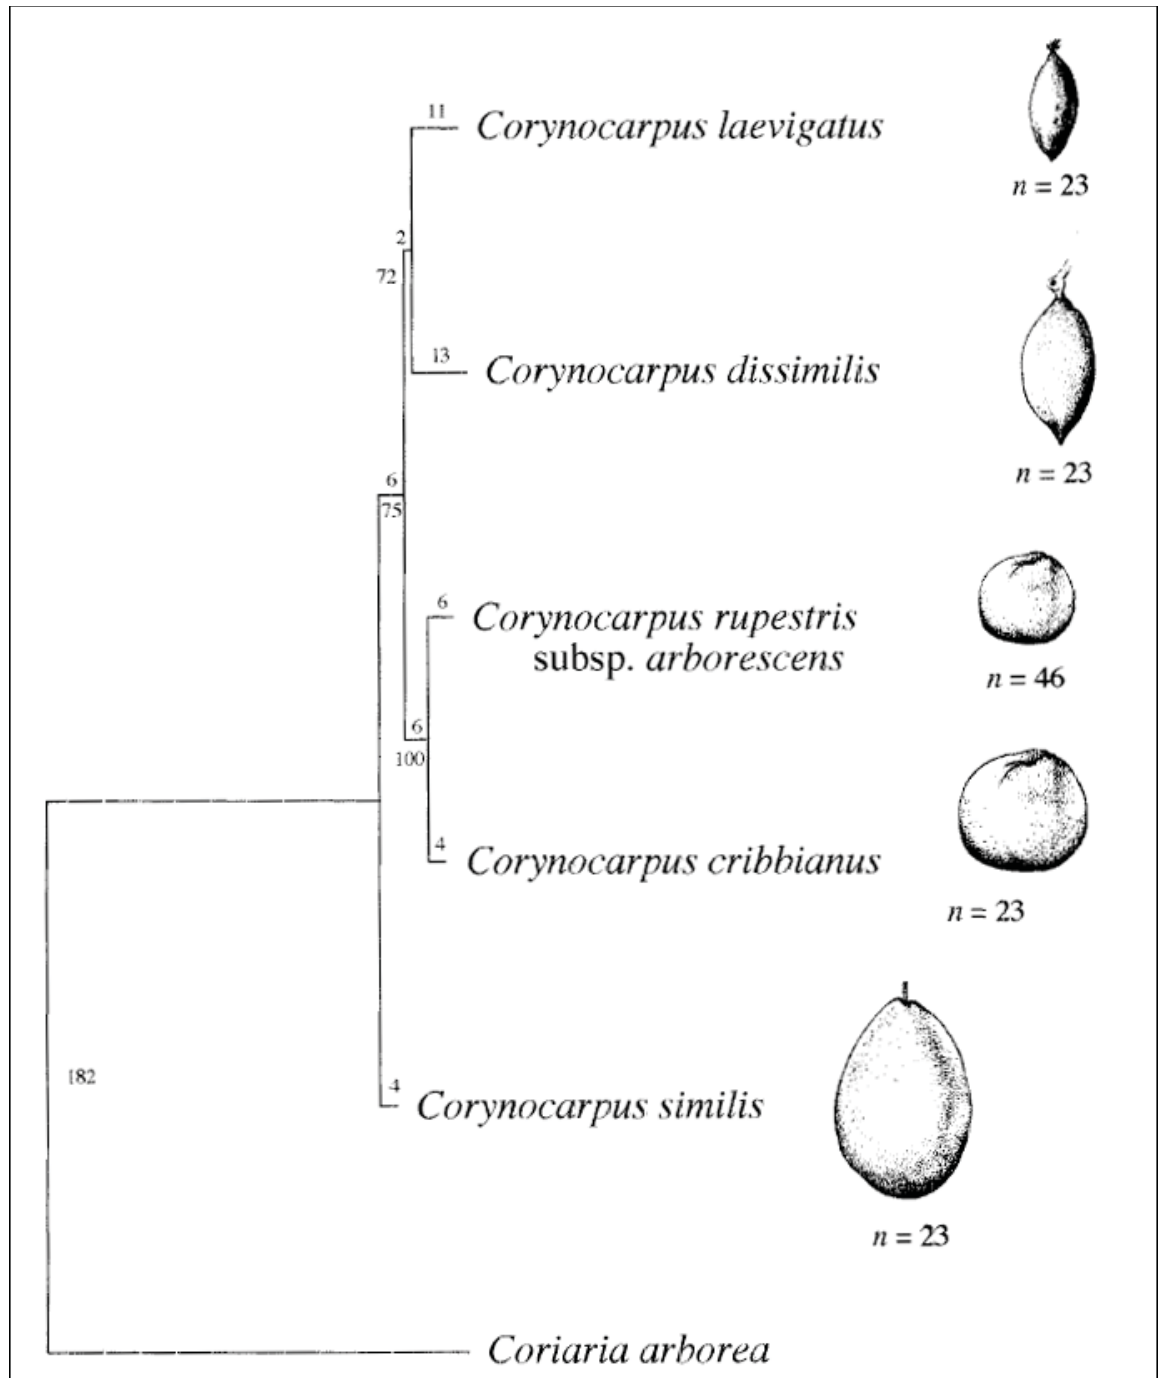 11
Corynocarpus laevigatus
n = 23
2
72
13
Corynocarpus dissimilis
n = 23
6
75
6
Corynocarpus rupestris
subsp. arborescens
n = 46
6
100
4
Corynocarpus cribbianus
n = 23
182
4
Corynocarpus similis
n = 23
Coriaria arborea